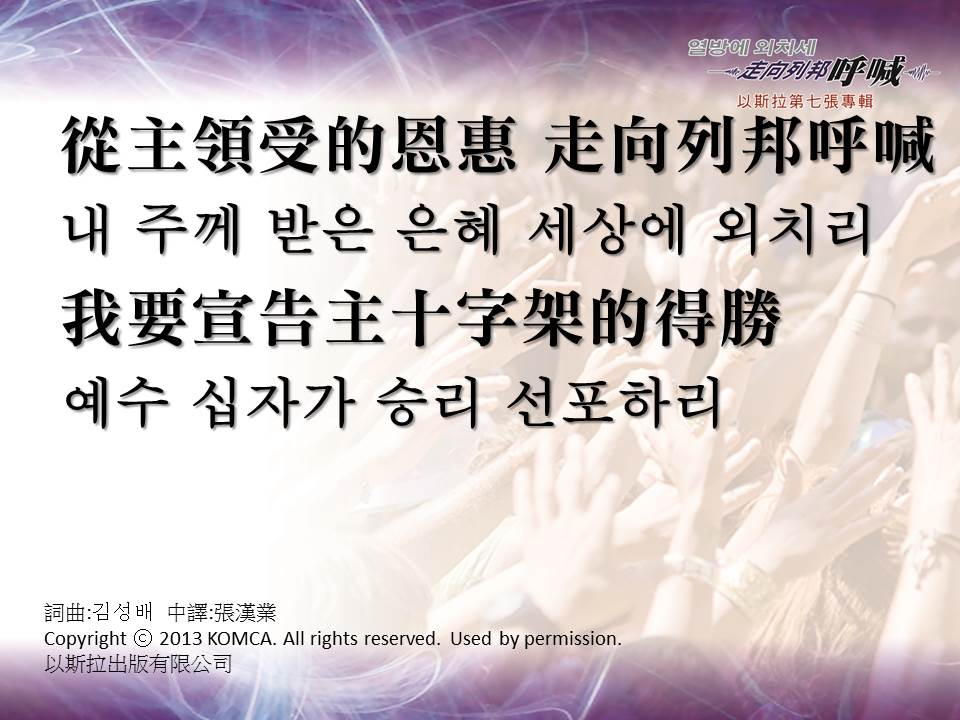 열방에 외치세
走向列邦呼喊
以斯拉第七張專輯
從主領受的恩惠 走向列邦呼喊
내 주께 받은 은혜 세상에 외치리
我要宣告主十字架的得勝
예수 십자가 승리 선포하리
詞曲:김성배 中譯:張漢業
Copyright ⓒ 2013 KOMCA. All rights reserved. Used by permission.
以斯拉出版有限公司